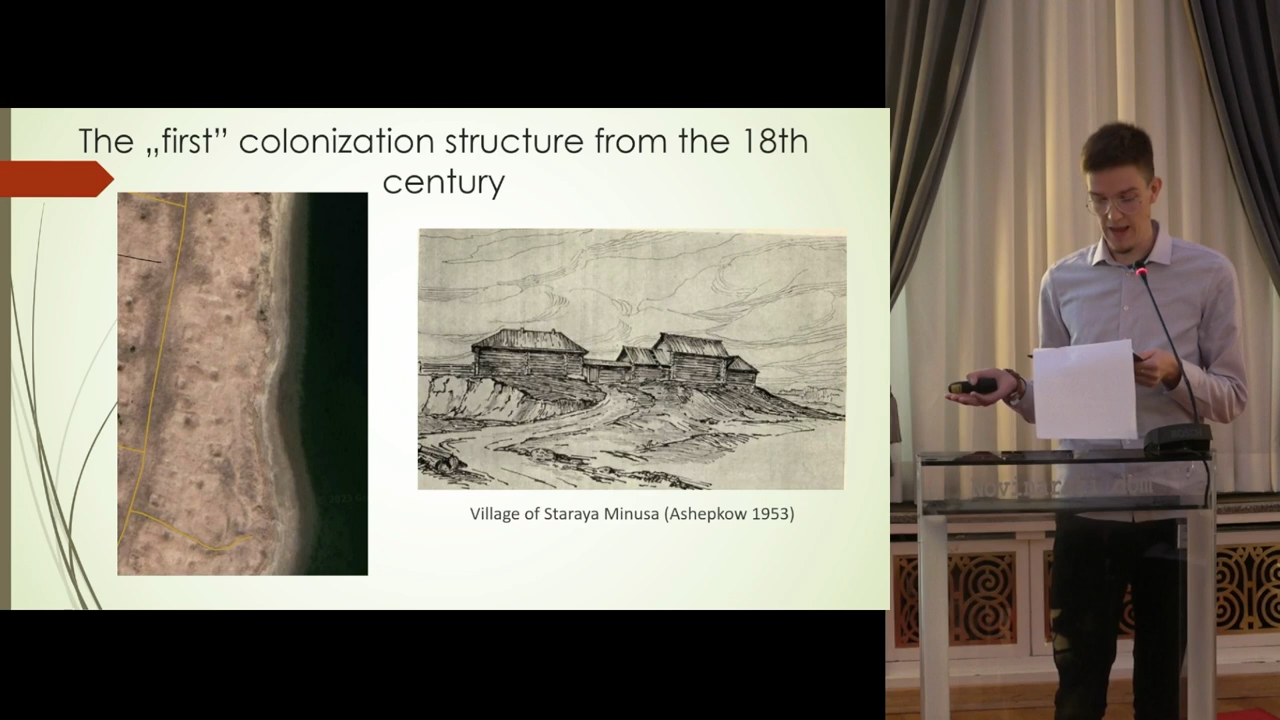 The „first” colonization structure from the 18th
century
Village of Staraya Minusa (Ashepkow 1953)